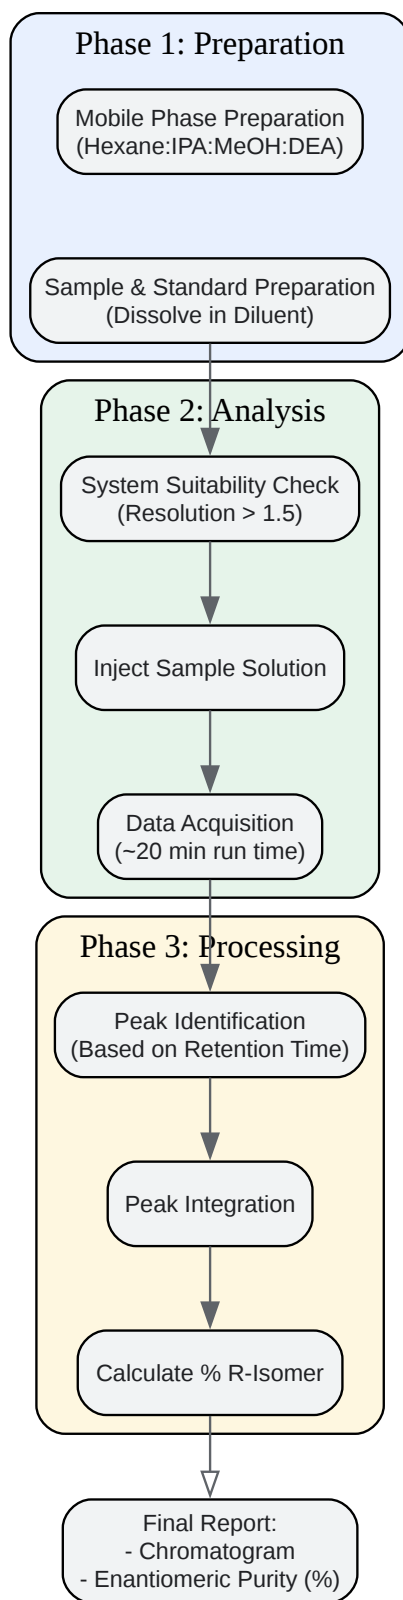 Phase 1: Preparation
Mobile Phase Preparation
(Hexane:IPA:MeOH:DEA)
Sample & Standard Preparation
(Dissolve in Diluent)
Phase 2: Analysis
System Suitability Check
(Resolution > 1.5)
Inject Sample Solution
Data Acquisition
(~20 min run time)
Phase 3: Processing
Peak Identification
(Based on Retention Time)
Peak Integration
Calculate % R-Isomer
Final Report:
- Chromatogram
- Enantiomeric Purity (%)